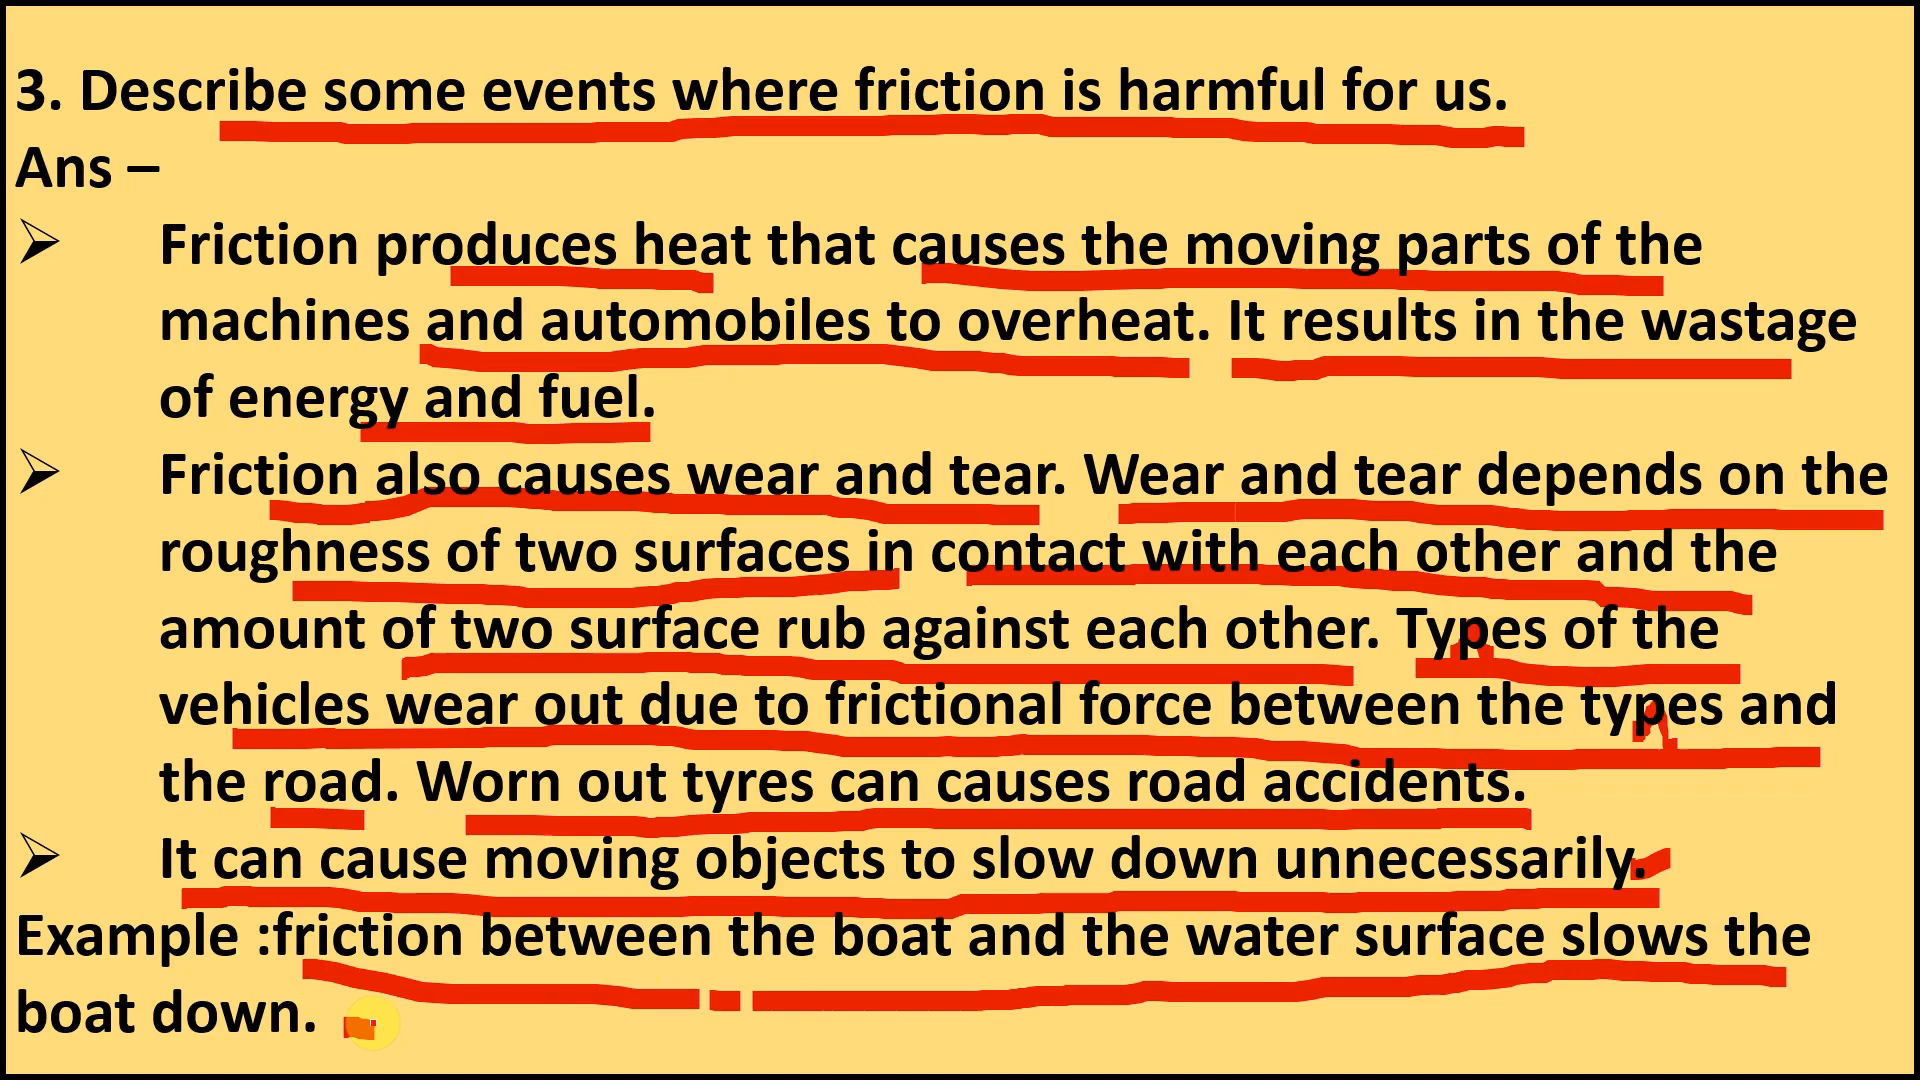 3. Describe some events where friction is harmful for us.
Ans –
➢ Friction produces heat that causes the moving parts of the
machines and automobiles to overheat. It results in the wastage
of energy and fuel.
➢ Friction also causes wear and tear. Wear and tear depends on the
roughness of two surfaces in contact with each other and the
amount of two surface rub against each other. Types of the
vehicles wear out due to frictional force between the types and
the road. Worn out tyres can causes road accidents.
➢ It can cause moving objects to slow down unnecessarily.
Example :friction between the boat and the water surface slows the
boat down.